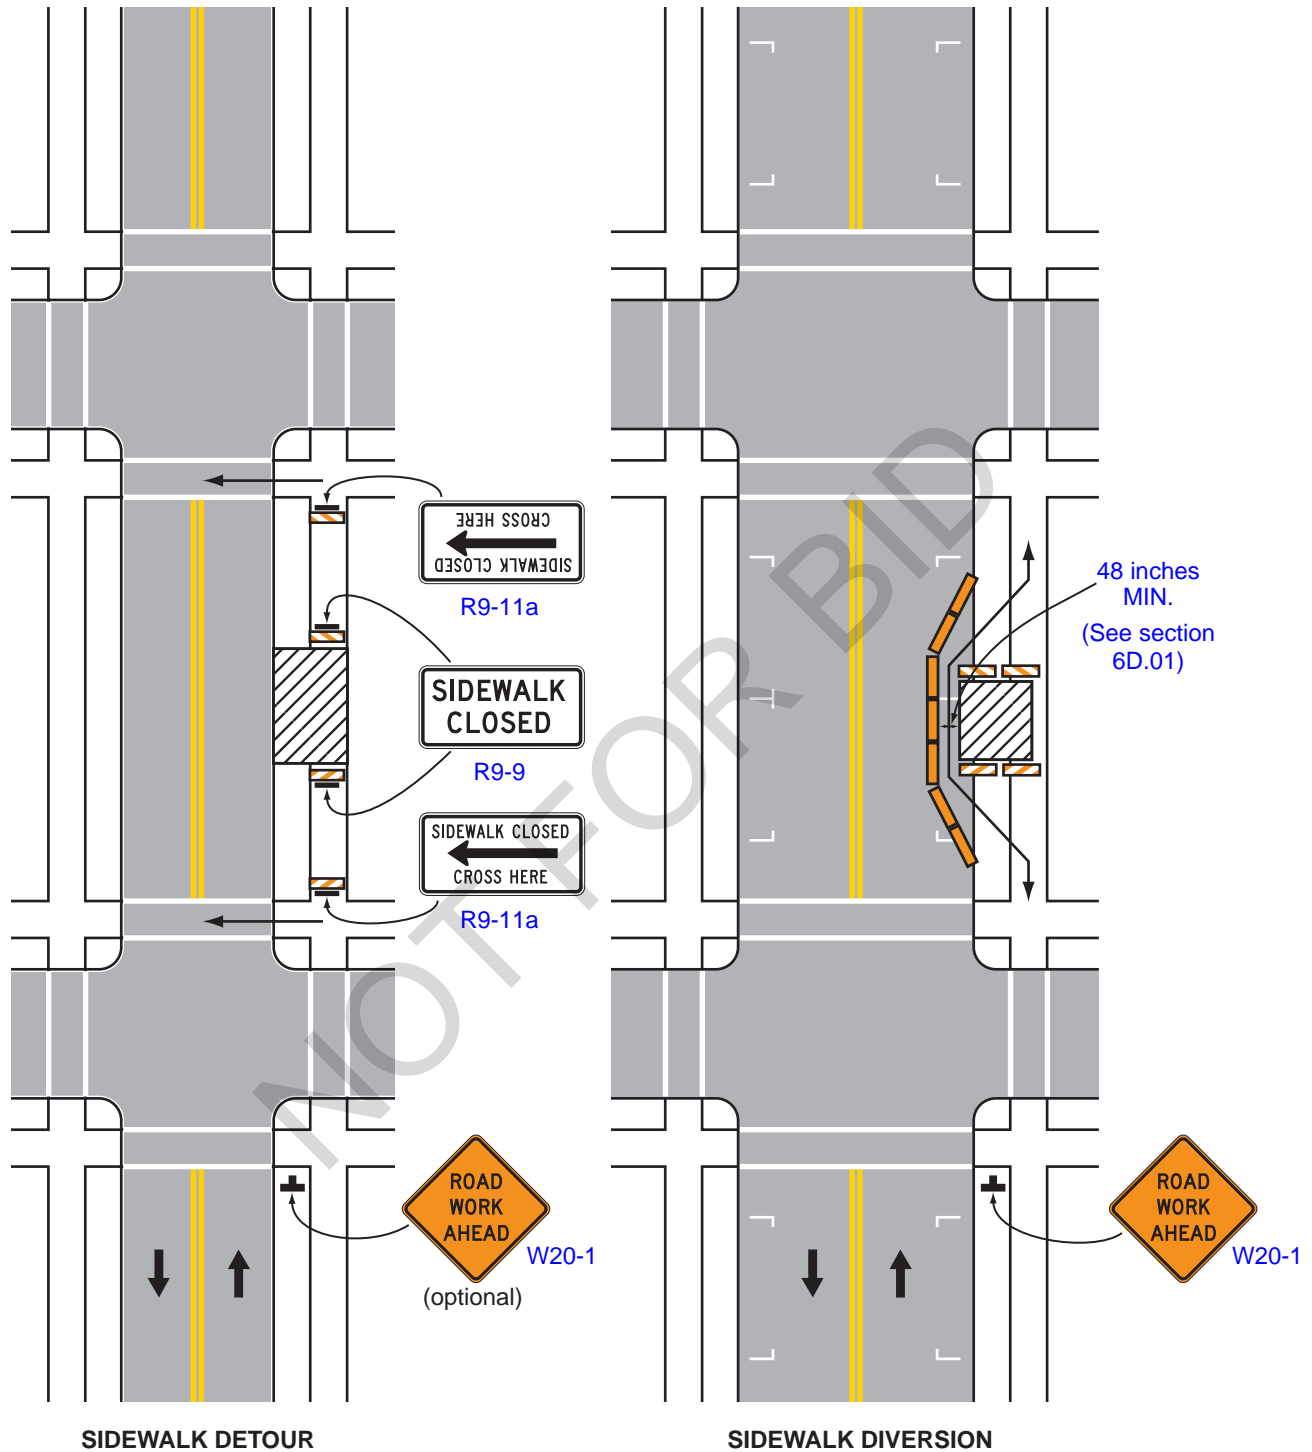 CROSS HERE
SIDEWALK CLOSED
R9-11a
SIDEWALK
CLOSED
R9-9
SIDEWALK CLOSED
CROSS HERE
R9-11a
ROAD
WORK
AHEAD
W20-1
(optional)
SIDEWALK DETOUR
48 inches
MIN.
(See section
6D.01)
ROAD
WORK
AHEAD
W20-1
SIDEWALK DIVERSION
NOT FOR BID